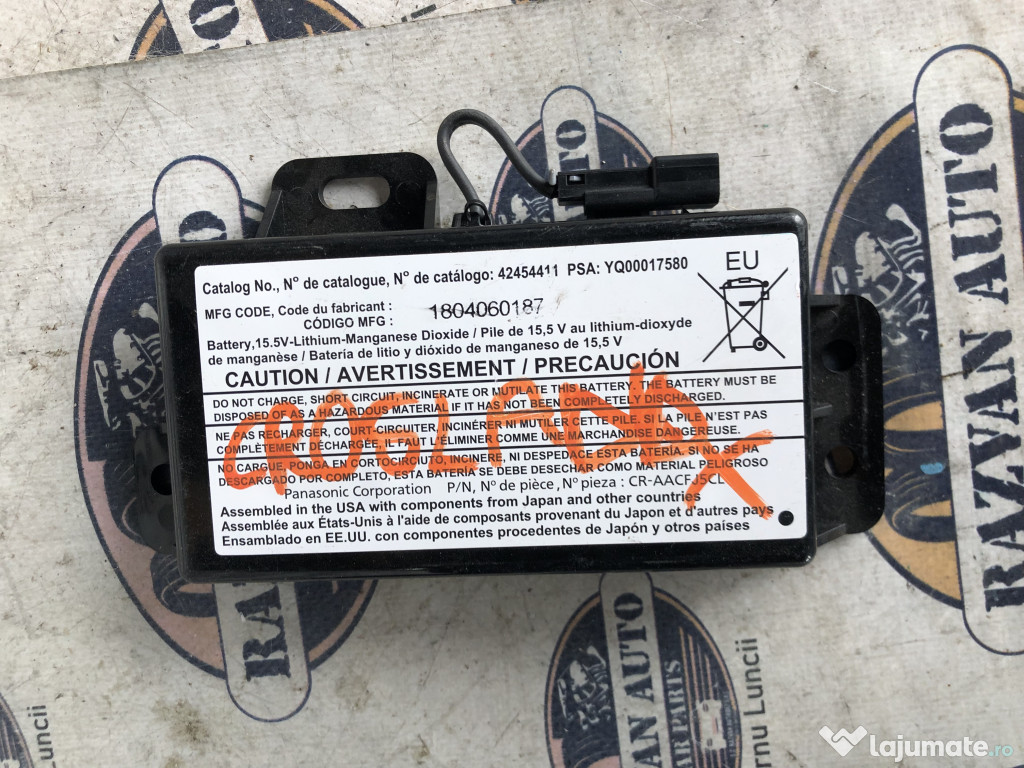 Catalog No., N° de catalogue, N° de catálogo: 42454411 PSA: YQ00017580
EU
MFG CODE, Code du fabricant :
CÓDIGO MFG :
1804060187
Battery,15.5V-Lithium-Manganese Dioxide / Pile de 15,5 V au lithium-dioxyde
de manganèse / Batería de litio y dióxido de manganeso de 15,5 V
CAUTION / AVERTISSEMENT / PRECAUCIÓN
DO NOT CHARGE, SHORT CIRCUIT, INCINERATE OR MUTILATE THIS BATTERY. THE BATTERY MUST BE
DISPOSED OF AS A HAZARDOUS MATERIAL IF IT HAS NOT BEEN COMPLETELY DISCHARGED.
NE PAS RECHARGER, COURT-CIRCUITER, INCINÉRER NI MUTILER CETTE PILE. SI LA PILE N'EST PAS
COMPLÈTEMENT DÉCHARGÉE, IL FAUT L'ÉLIMINER COMME UNE MARCHANDISE DANGEREUSE.
NO CARGUE, PONGA EN CORTOCIRCUITO, INCINERE, NI DESPEDACE ESTA BATERÍA. SI NO SE HA
DESCARGADO POR COMPLETO, ESTA BATERÍA SE DEBE DESECHAR COMO MATERIAL PELIGROSO
Panasonic Corporation P/N, N° de pièce, N° pieza : CR-AACFJ5CL
Assembled in the USA with components from Japan and other countries
Assemblée aux États-Unis à l'aide de composants provenant du Japon et d'autres pays
Ensamblado en EE.UU. con componentes procedentes de Japón y otros países
RAZVAN AUTO
RAZVAN AUTO
CAR PARTS
Luncii
rnu Luncii
lajumate.ro